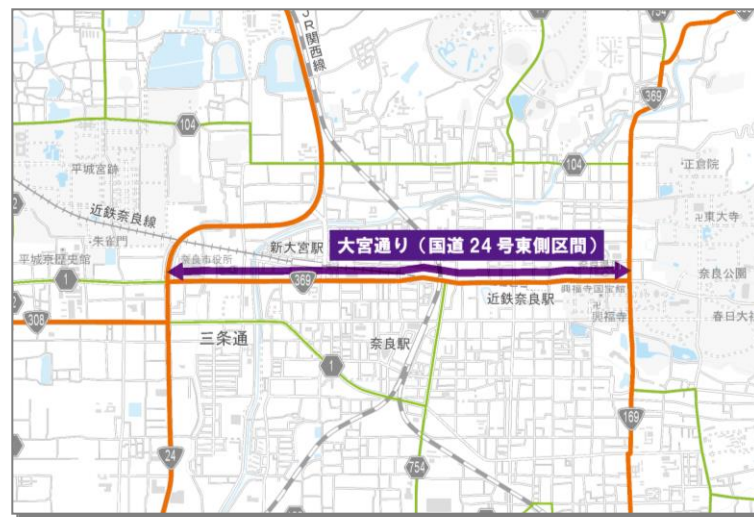 754
369
JR関西線
104
104
正倉院
平城宮跡
東大寺
近鉄奈良線
新大宮駅
大宮通り（国道24号東側区間）
朱雀門
奈良市役所
平城京歴史館
1
369
近鉄奈良駅
興福寺国宝館
奈良公園
308
三条通
奈良駅
興福寺
春日大社
1
169
24
754